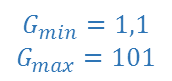 G_min = 1,1
G_max = 101